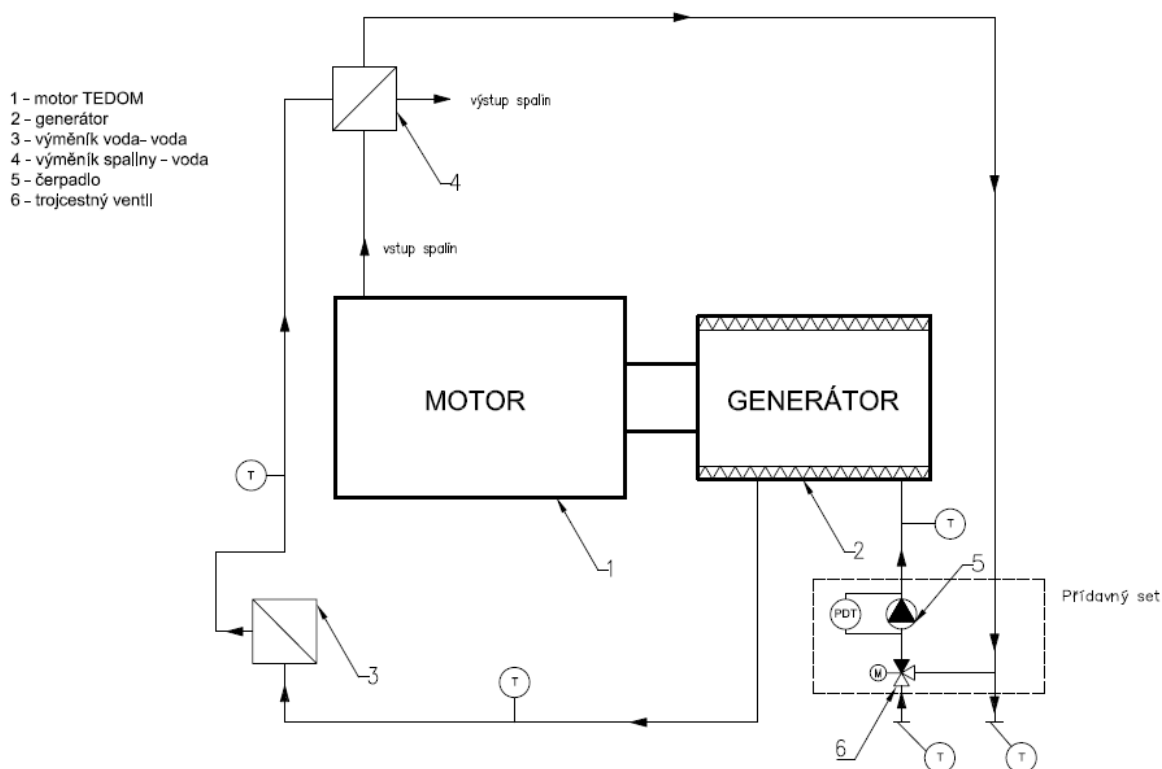 1 - motor TEDOM
2 - generátor
3 - výměník voda- voda
4 - výměník spaliny - voda
5 - čerpadlo
6 - trojcestný ventil
výstup spalin
4
vstup spalin
MOTOR
GENERÁTOR
T
T
1
2
5
Přídavný set
PDT
3
T
M
6
T
T